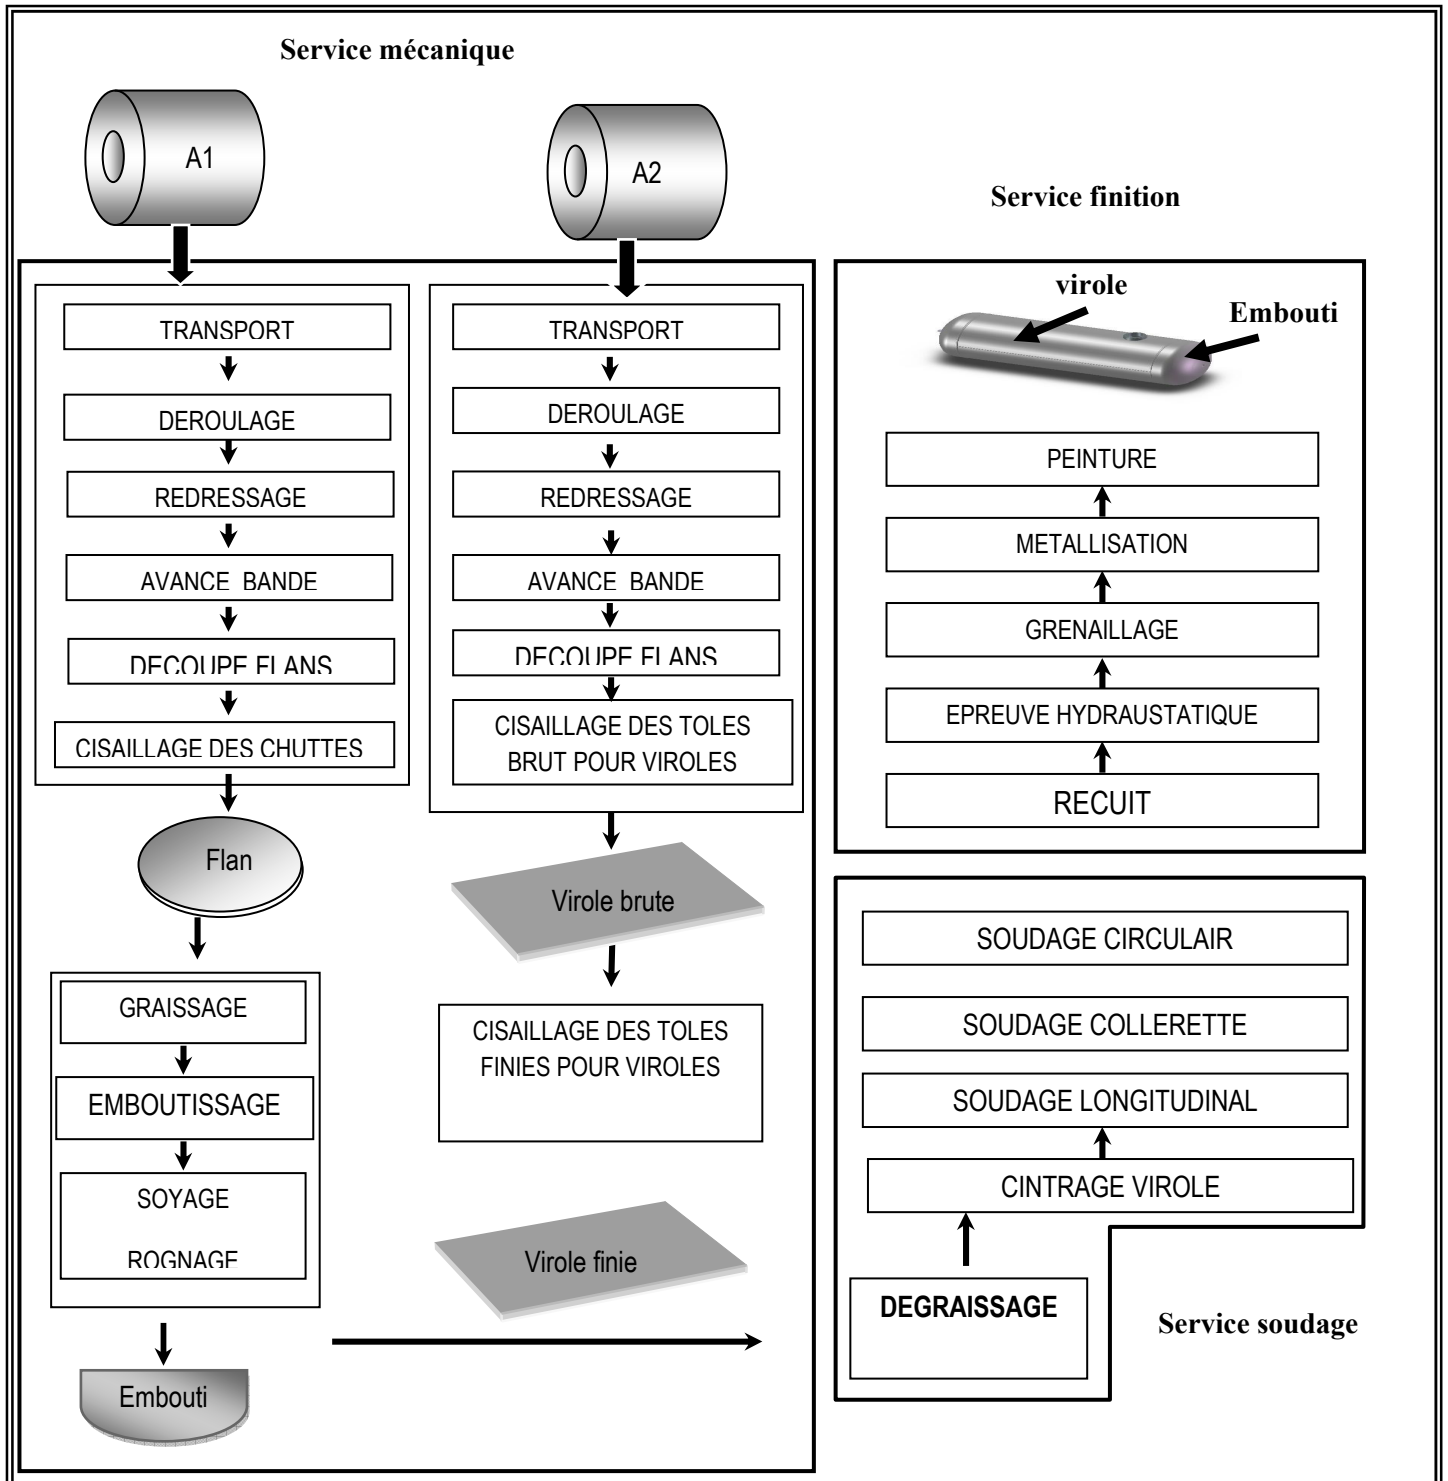 Service mécanique
A1
TRANSPORT
DEROULAGE
REDRESSAGE
AVANCE BANDE
DECOUPE FLANS
CISAILLAGE DES CHUTTES
Flan
GRAISSAGE
EMBOUTISSAGE
SOYAGE
ROGNAGE
Embouti
A2
TRANSPORT
DEROULAGE
REDRESSAGE
AVANCE BANDE
DECOUPE FLANS
CISAILLAGE DES TOLES
BRUT POUR VIROLES
Virole brute
CISAILLAGE DES TOLES
FINIES POUR VIROLES
Virole finie
Service finition
virole
Embouti
PEINTURE
METALLISATION
GRENAILLAGE
EPREUVE HYDRAUSTATIQUE
RECUIT
SOUDAGE CIRCULAIR
SOUDAGE COLLERETTE
SOUDAGE LONGITUDINAL
CINTRAGE VIROLE
DEGRAISSAGE
Service soudage